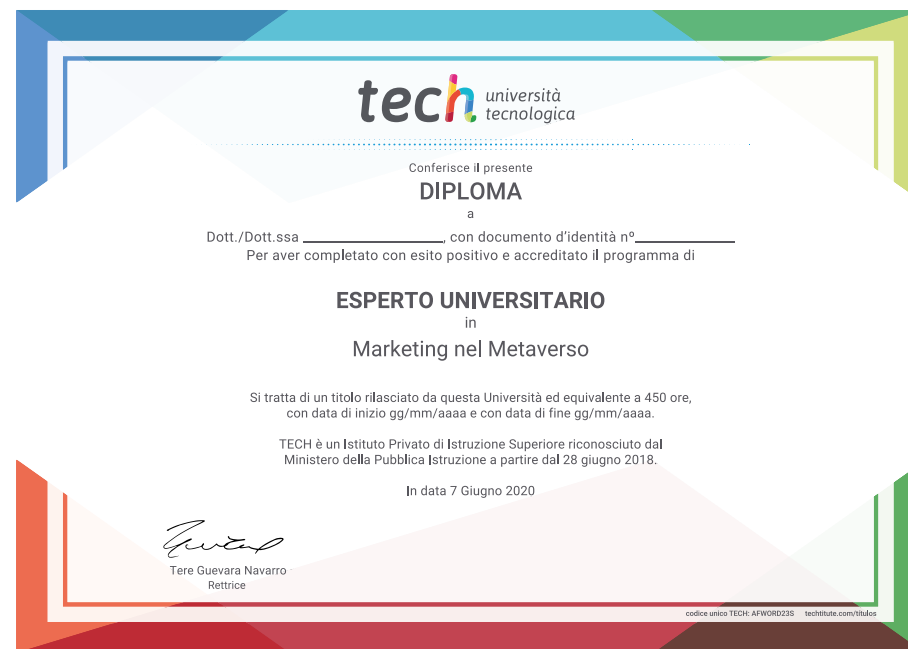 tech università
tecnologica
Conferisce il presente
DIPLOMA
a
Dott./Dott.ssa ________________, con documento d'identità nº___________
Per aver completato con esito positivo e accreditato il programma di
ESPERTO UNIVERSITARIO
in
Marketing nel Metaverso
Si tratta di un titolo rilasciato da questa Università ed equivalente a 450 ore,
con data di inizio gg/mm/aaaa e con data di fine gg/mm/aaaa.
TECH è un Istituto Privato di Istruzione Superiore riconosciuto dal
Ministero della Pubblica Istruzione a partire dal 28 giugno 2018.
In data 7 Giugno 2020
Tere Guevara Navarro
Rettrice
codice unico TECH: AFWORD23S techtitute.com/titulos